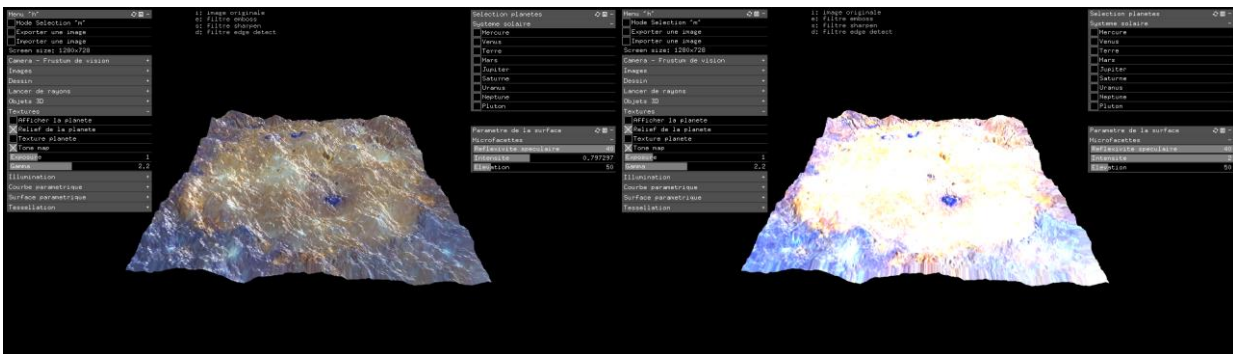 Menu "h"
Mode Selection "m"
Exporter une image
Importer une image
Screen size: 1280x728
Camera - Frustum de vision
Images
Dessin
Lancer de rayons
Objets 3D
Textures
Afficher la planete
Relief de la planete
Texture planete
Tone map
Exposure 1
Gamma 2.2
Illumination
Courbe parametrique
Surface parametrique
Tessellation
i: image originale
e: filtre emboss
s: filtre sharpen
d: filtre edge detect
Selection planetes
Systeme solaire
Mercure
Venus
Terre
Mars
Jupiter
Saturne
Uranus
Neptune
Pluton
Parametre de la surface
Microfacettes
Reflexivite speculaire 40
Intensite 0.797297
Elevation 50
Menu "h"
Mode Selection "m"
Exporter une image
Importer une image
Screen size: 1280x728
Camera - Frustum de vision
Images
Dessin
Lancer de rayons
Objets 3D
Textures
Afficher la planete
Relief de la planete
Texture planete
Tone map
Exposure 1
Gamma 2.2
Illumination
Courbe parametrique
Surface parametrique
Tessellation
i: image originale
e: filtre emboss
s: filtre sharpen
d: filtre edge detect
Selection planetes
Systeme solaire
Mercure
Venus
Terre
Mars
Jupiter
Saturne
Uranus
Neptune
Pluton
Parametre de la surface
Microfacettes
Reflexivite speculaire 40
Intensite 2
Elevation 50